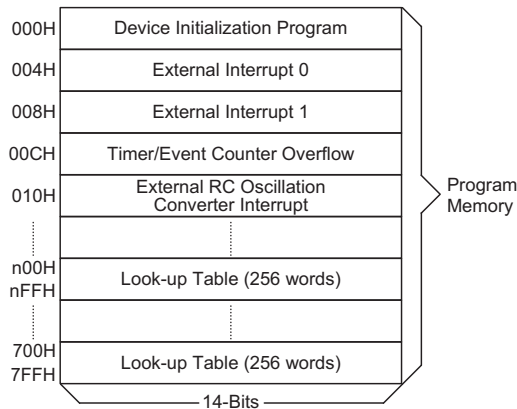 000H
Device Initialization Program
004H
External Interrupt 0
008H
External Interrupt 1
00CH
Timer/Event Counter Overflow
010H
External RC Oscillation
Converter Interrupt
Program
Memory
n00H
nFFH
Look-up Table (256 words)
700H
7FFH
Look-up Table (256 words)
14-Bits